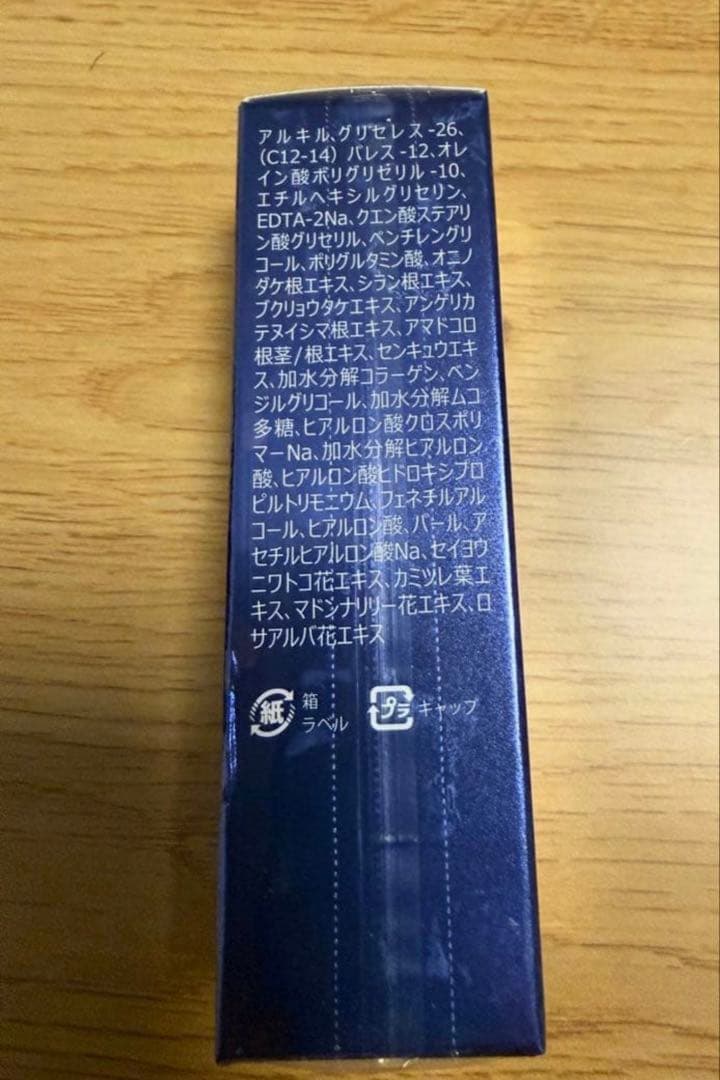 アルキル、グリセレス-26、
（C12-14）パレス-12、オレ
イン酸ポリグリセリル-10、
エチルヘキシルグリセリン、
EDTA-2Na、クエン酸ステアリ
ン酸グリセリル、ペンチレングリ
コール、ポリグルタミン酸、オニノ
ダケ根エキス、シラン根エキス、
ブクリョウタケエキス、アンゲリカ
テヌイシマ根エキス、アマドコロ
根茎/根エキス、センキュウエキ
ス、加水分解コラーゲン、ベン
ジルグリコール、加水分解ムコ
多糖、ヒアルロン酸クロスポリ
マーNa、加水分解ヒアルロン
酸、ヒアルロン酸ヒドロキシプロ
ピルトリモニウム、フェネチルアル
コール、ヒアルロン酸、パール、ア
セチルヒアルロン酸Na、セイヨウ
ニワトコ花エキス、カミツレ葉エ
キス、マドンナリリー花エキス、ロ
サアルバ花エキス
紙 箱
ラベル
プラ キャップ